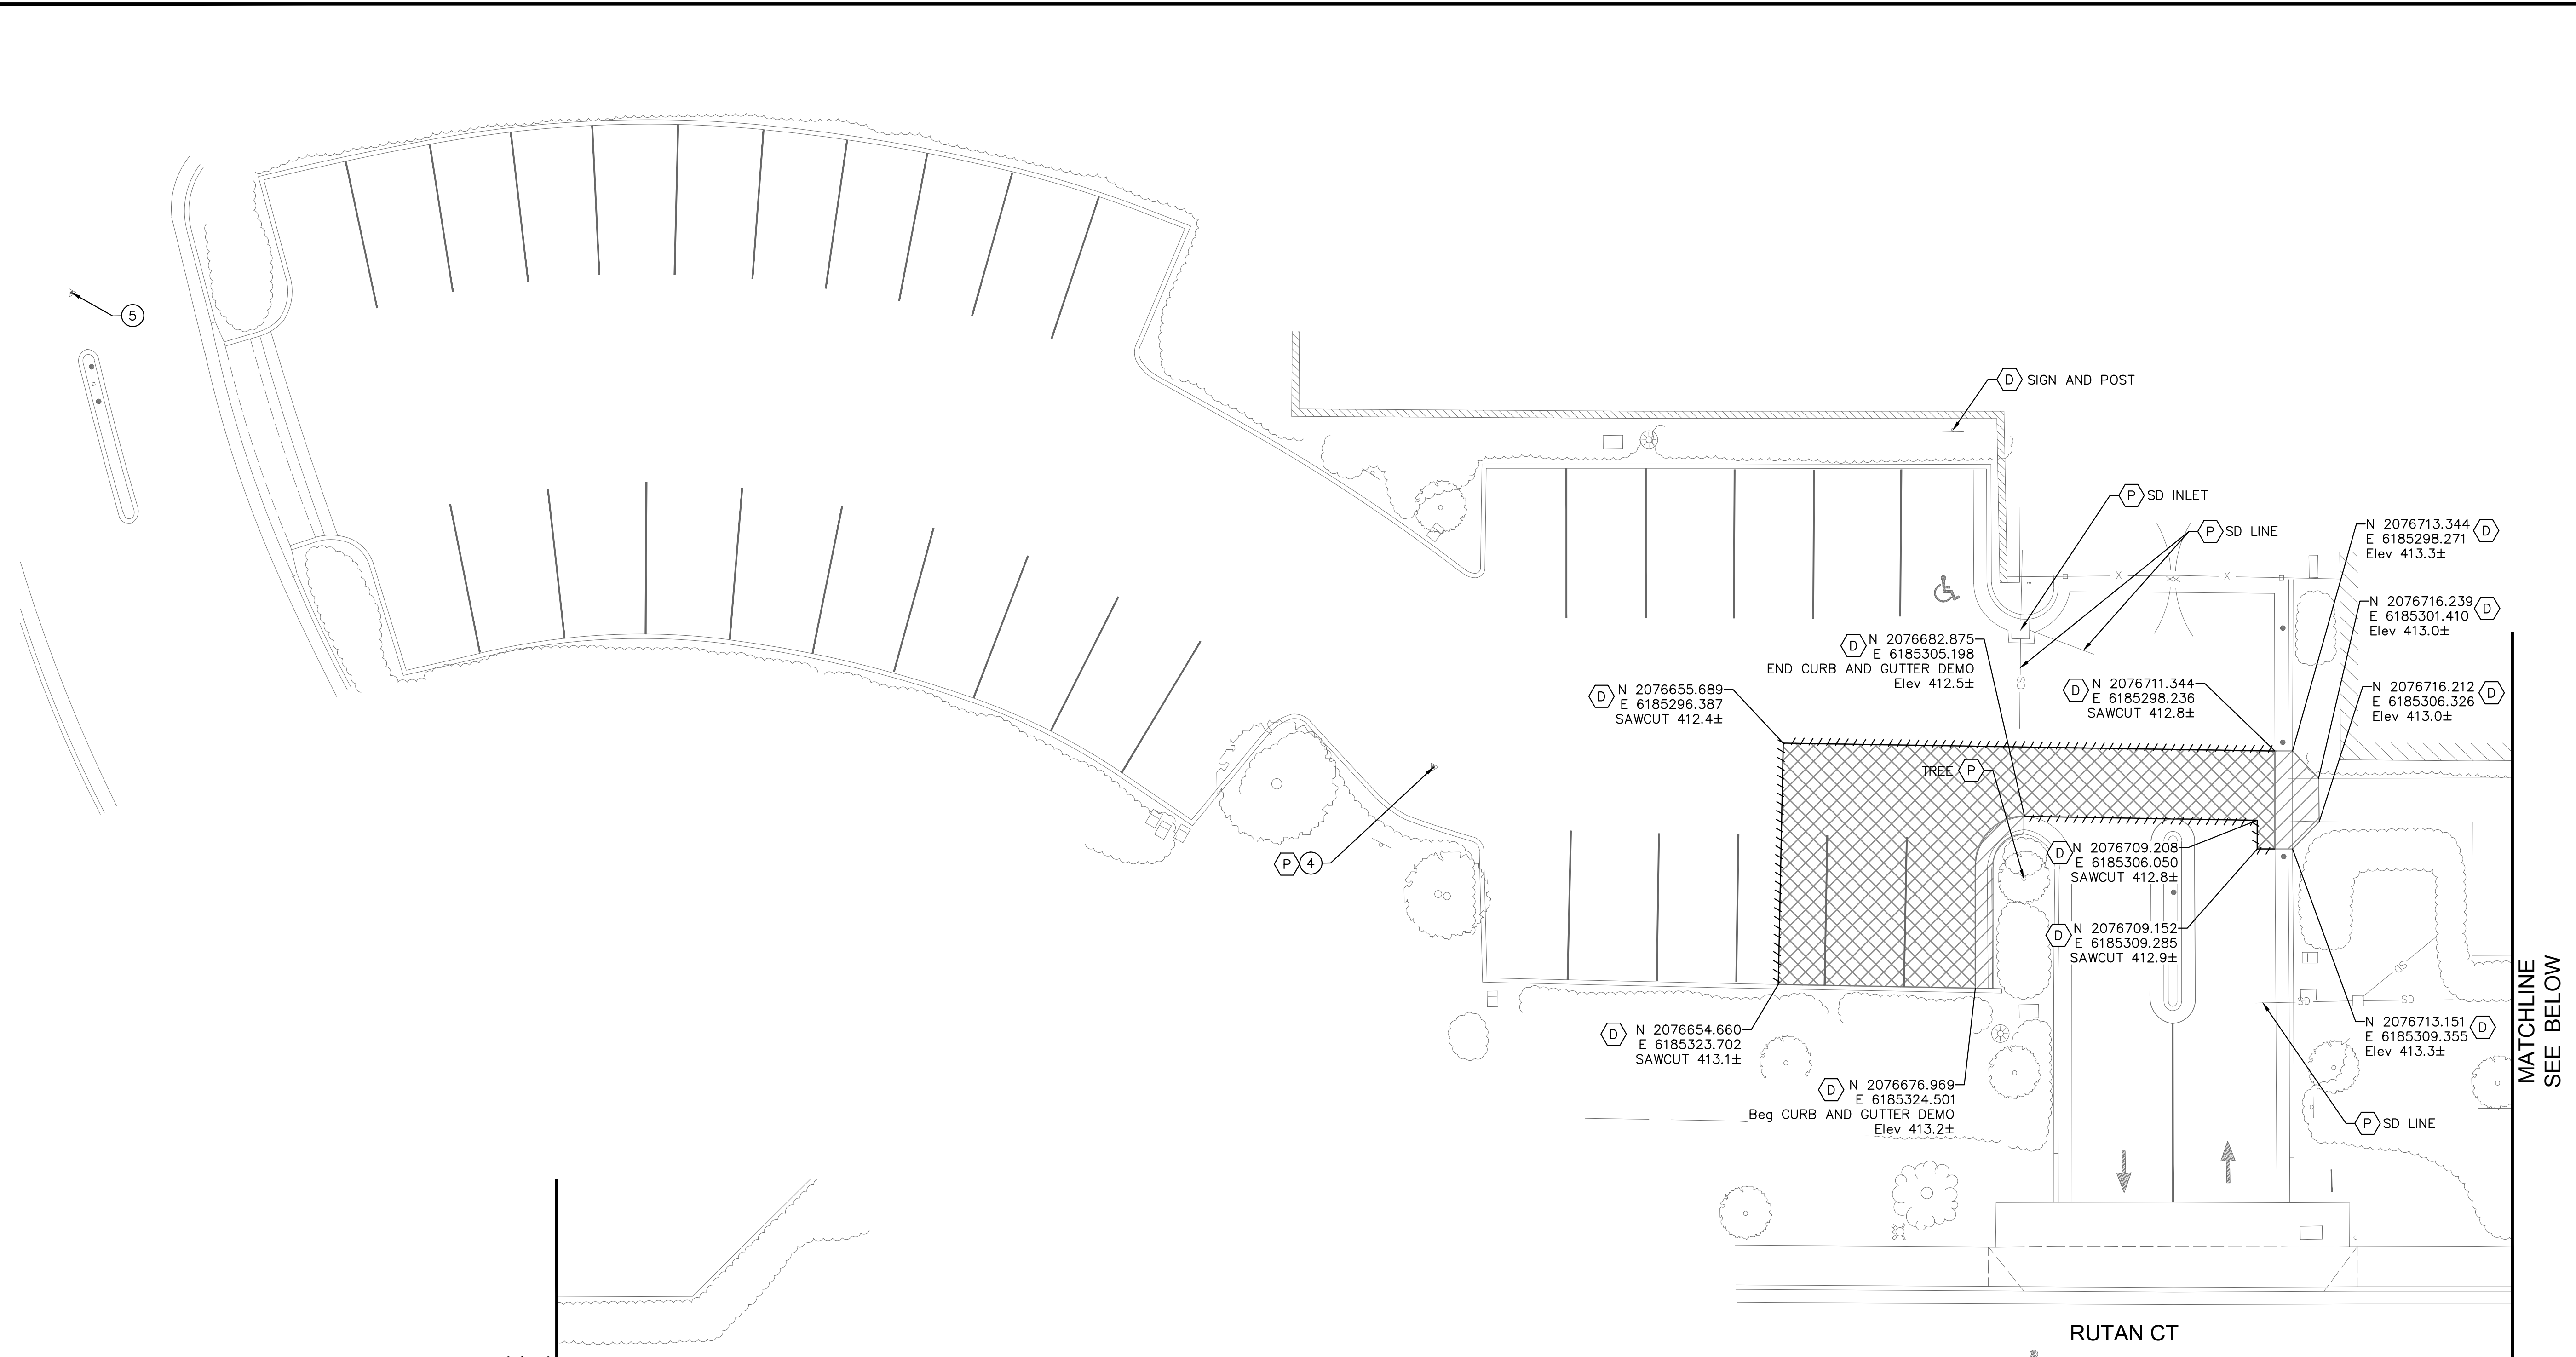 5
D SIGN AND POST
P SD INLET
P SD LINE
N 2076713.344 D
E 6185298.271
Elev 413.3±
X X
N 2076716.239 D
E 6185301.410
Elev 413.0±
D N 2076682.875
E 6185305.198
END CURB AND GUTTER DEMO
Elev 412.5±
SD
D N 2076711.344
E 6185298.236
SAWCUT 412.8±
N 2076716.212 D
E 6185306.326
Elev 413.0±
D N 2076655.689
E 6185296.387
SAWCUT 412.4±
TREE P
P 4
D N 2076709.208
E 6185306.050
SAWCUT 412.8±
D N 2076709.152
E 6185309.285
SAWCUT 412.9±
SD
SD SD
MATCHLINE
SEE BELOW
D N 2076654.660
E 6185323.702
SAWCUT 413.1±
N 2076713.151 D
E 6185309.355
Elev 413.3±
D N 2076676.969
E 6185324.501
Beg CURB AND GUTTER DEMO
Elev 413.2±
P SD LINE
RUTAN CT